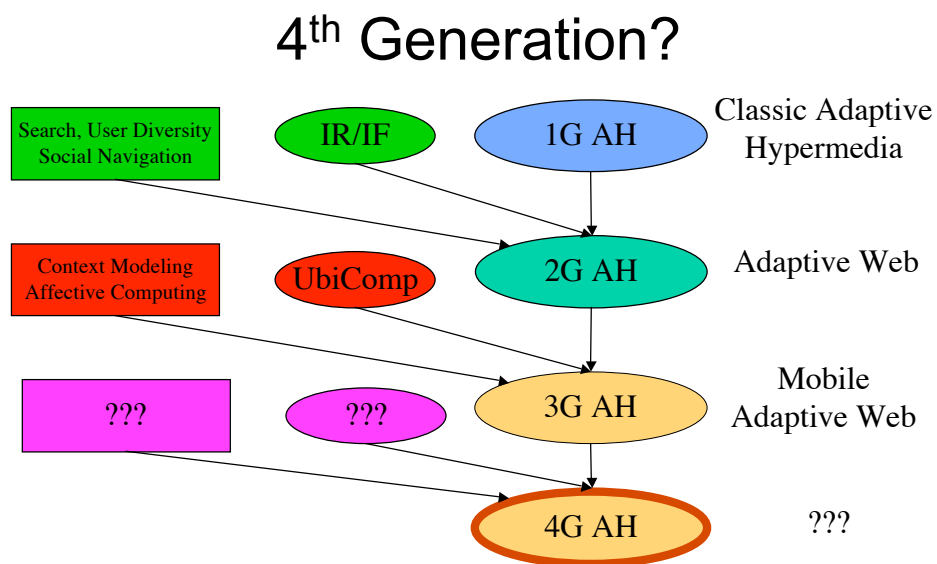 4th Generation?
Search, User Diversity
Social Navigation
IR/IF
1G AH
Classic Adaptive
Hypermedia
Context Modeling
Affective Computing
UbiComp
2G AH
Adaptive Web
???
???
3G AH
Mobile
Adaptive Web
4G AH
???